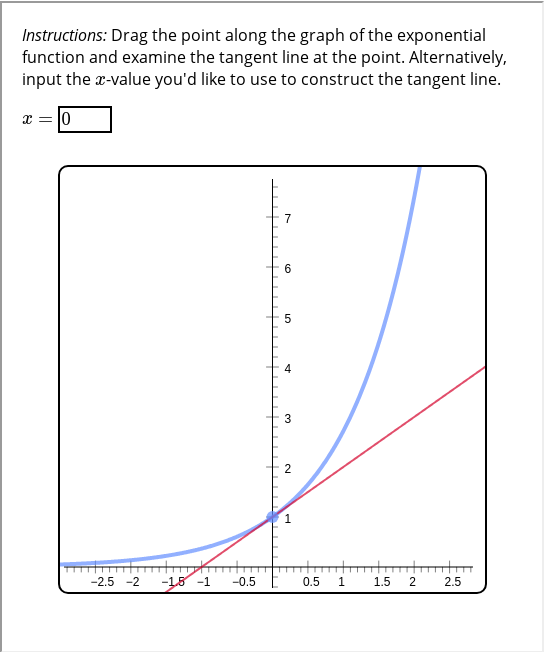 Instructions: Drag the point along the graph of the exponential
function and examine the tangent line at the point. Alternatively,
input the x-value you'd like to use to construct the tangent line.
x = 0
7
6
5
4
3
2
1
−2.5 −2 −1.5 −1 −0.5 0.5 1 1.5 2 2.5